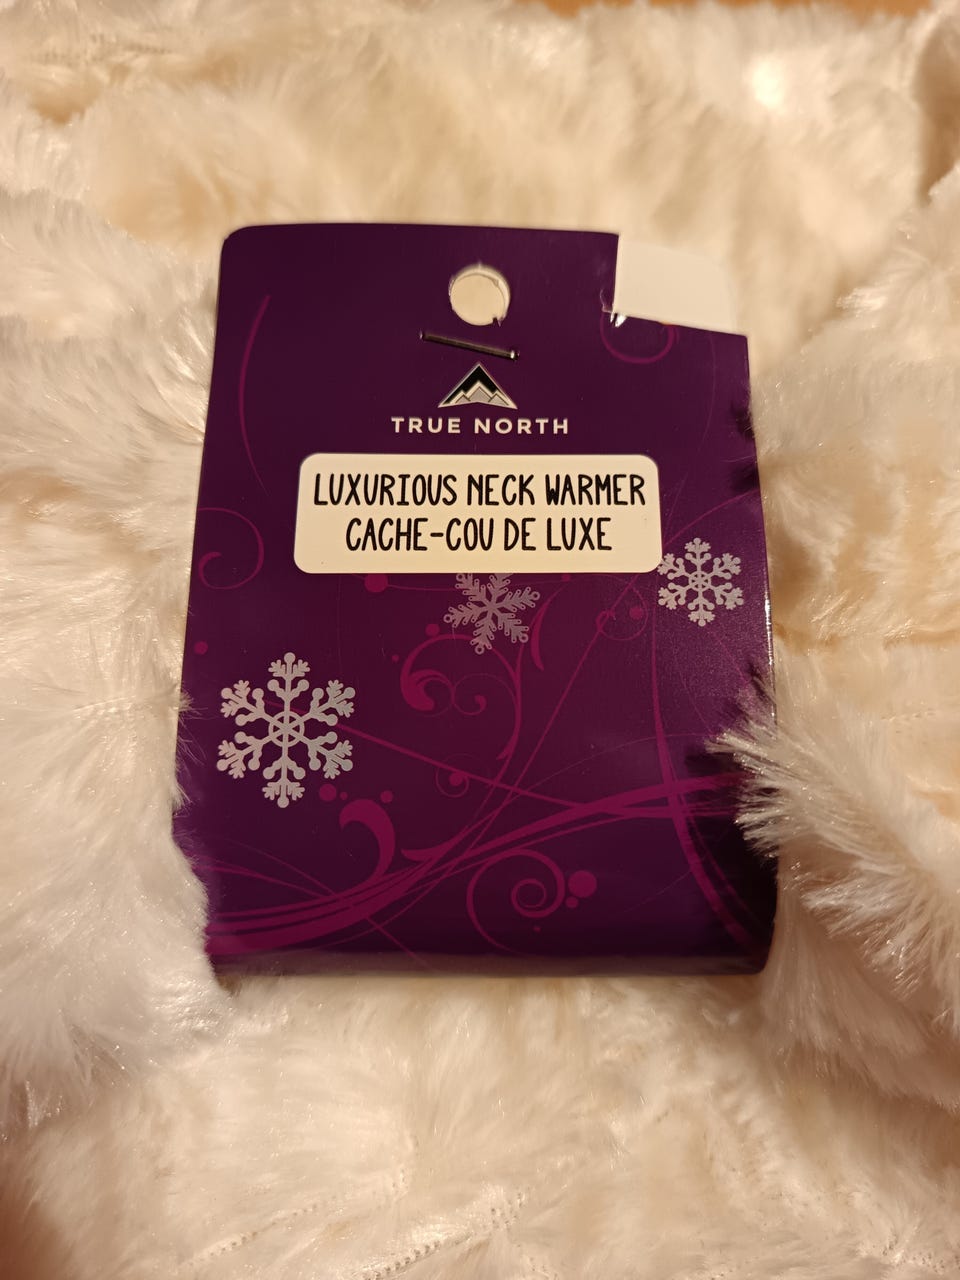 TRUE NORTH
LUXURIOUS NECK WARMER
CACHE-COU DE LUXE